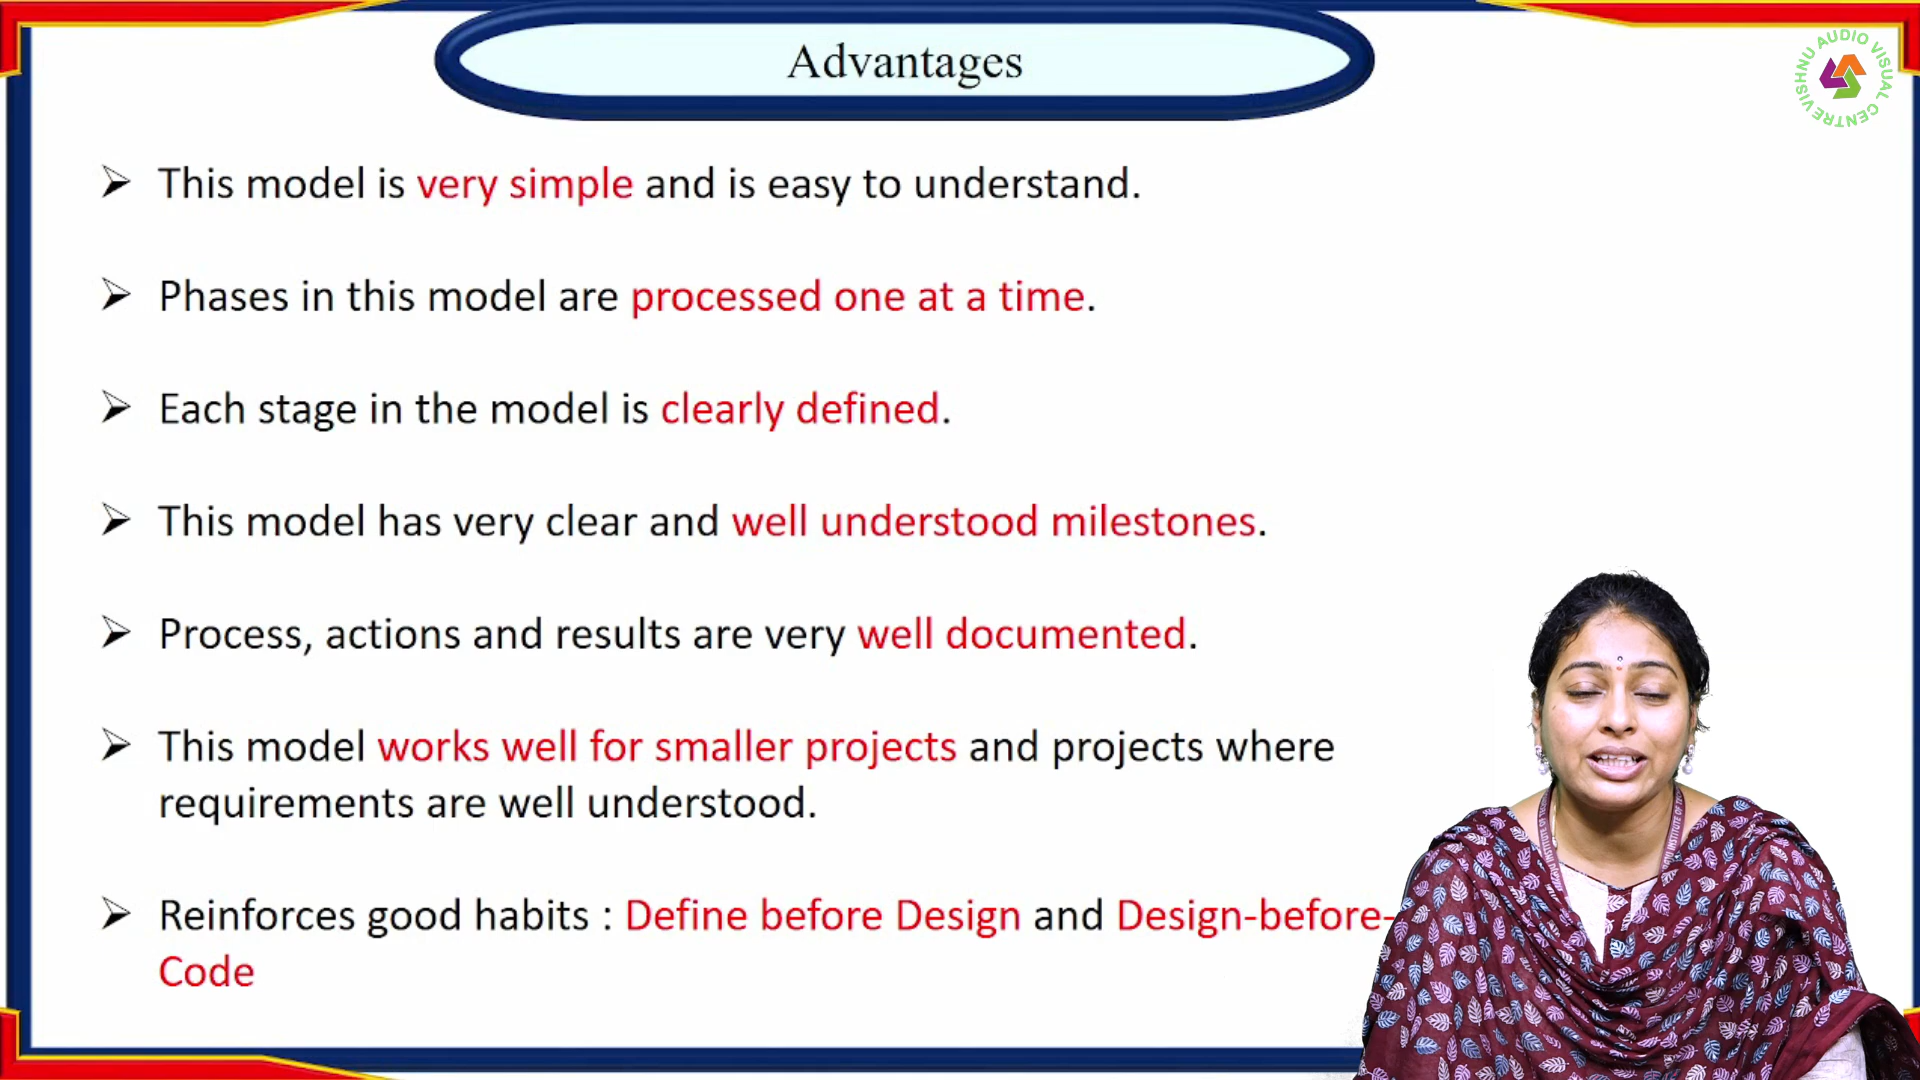 Advantages
VISHNU AUDIO VISUAL CENTRE
➢ This model is very simple and is easy to understand.
➢ Phases in this model are processed one at a time.
➢ Each stage in the model is clearly defined.
➢ This model has very clear and well understood milestones.
➢ Process, actions and results are very well documented.
➢ This model works well for smaller projects and projects where
requirements are well understood.
➢ Reinforces good habits : Define before Design and Design-before-
Code